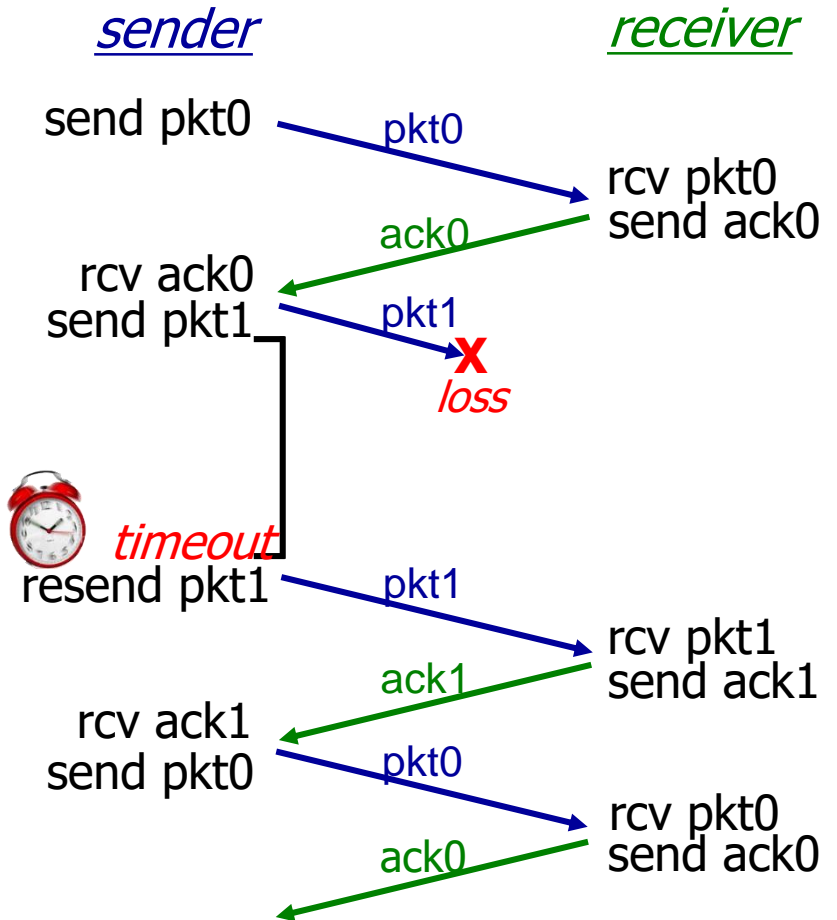 sender
receiver
send pkt0
pkt0
rcv pkt0
send ack0
ack0
rcv ack0
send pkt1
pkt1
X
loss
timeout
resend pkt1
pkt1
rcv pkt1
send ack1
ack1
rcv ack1
send pkt0
pkt0
rcv pkt0
send ack0
ack0